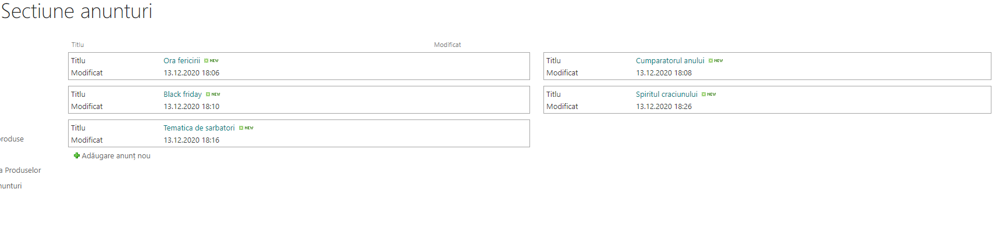 Sectiune anunturi
Titlu Modificat
Titlu Ora fericirii NEW
Modificat 13.12.2020 18:06
Titlu Cumparatorul anului NEW
Modificat 13.12.2020 18:08
Titlu Black friday NEW
Modificat 13.12.2020 18:10
Titlu Spiritul craciunului NEW
Modificat 13.12.2020 18:26
Titlu Tematica de sarbatori NEW
Modificat 13.12.2020 18:16
Adăugare anunț nou
produse
a Produselor
nunturi